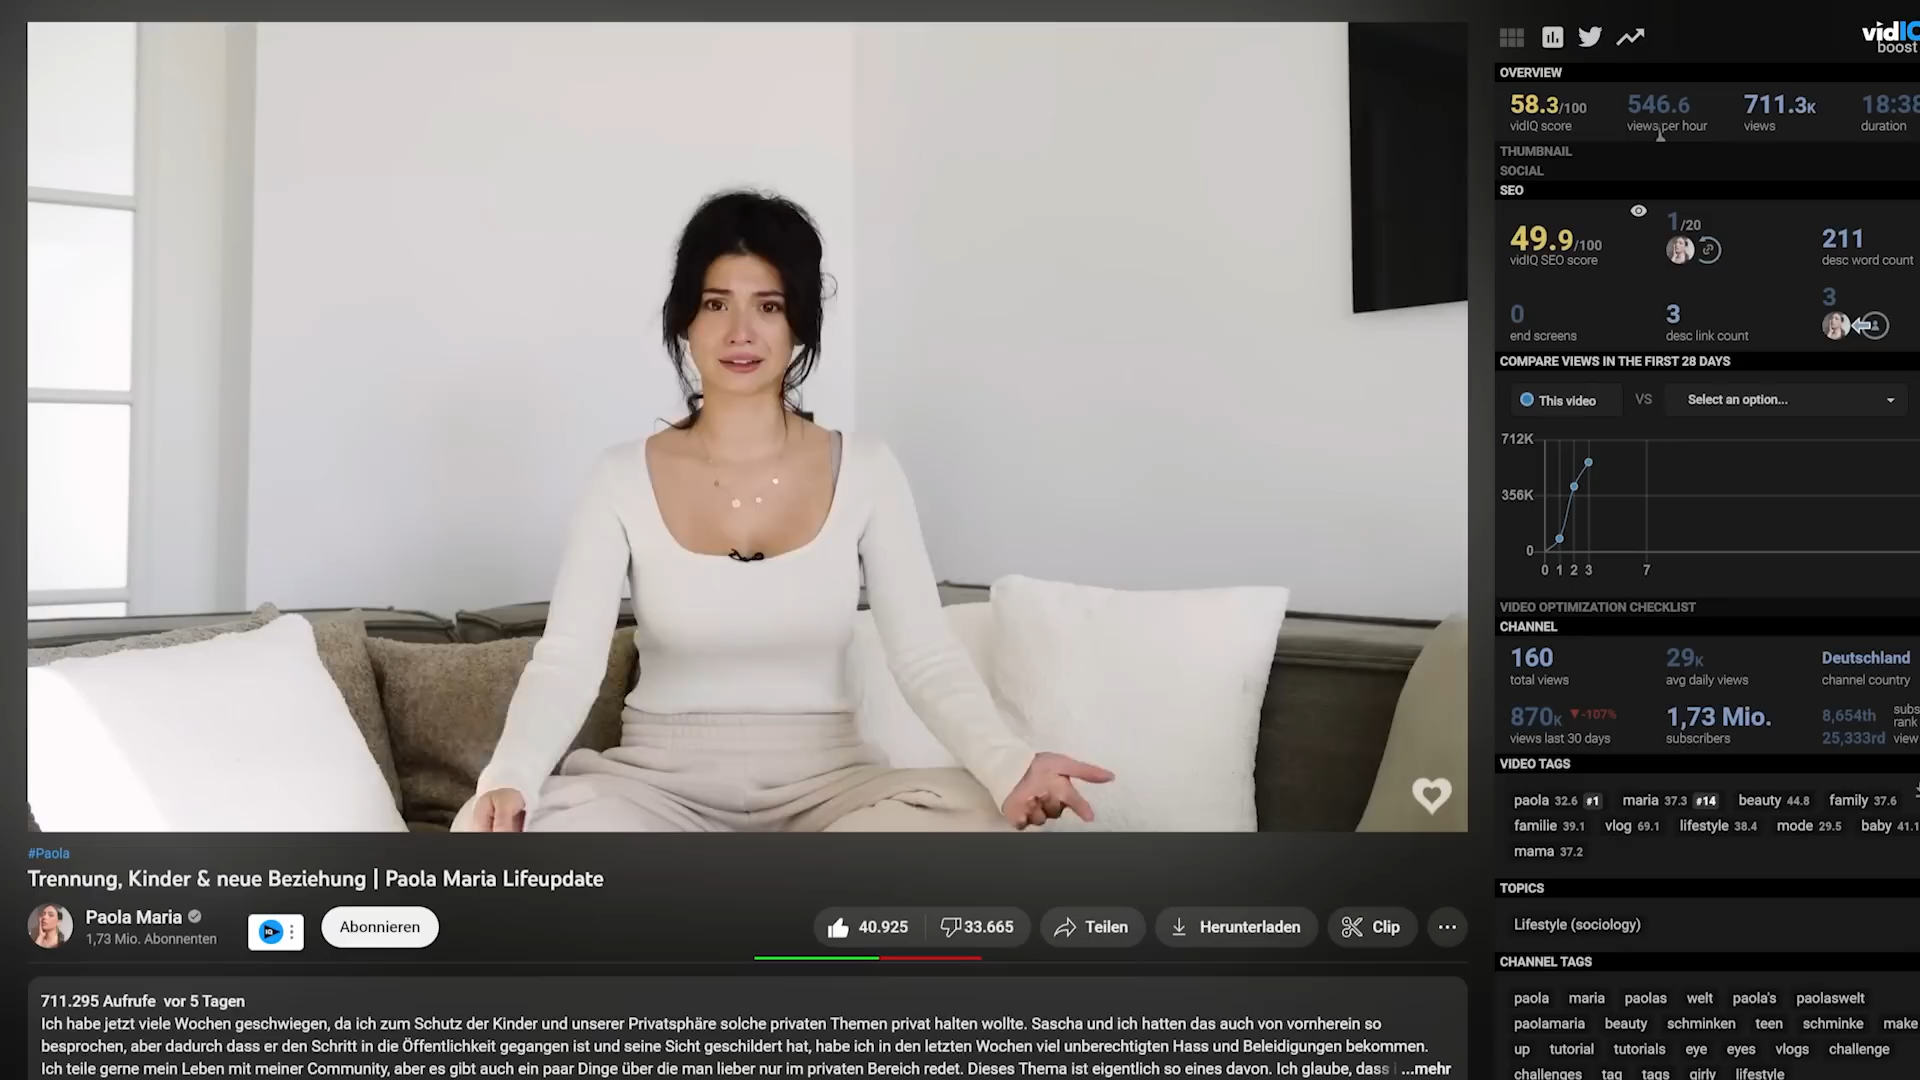 #Paola
Trennung, Kinder & neue Beziehung | Paola Maria Lifeupdate
Paola Maria
1,73 Mio. Abonnenten
Abonnieren
40.925
33.665
Teilen
Herunterladen
Clip
711.295 Aufrufe vor 5 Tagen
Ich habe jetzt viele Wochen geschwiegen, da ich zum Schutz der Kinder und unserer Privatsphäre solche privaten Themen privat halten wollte. Sascha und ich hatten das auch von vornherein so
besprochen, aber dadurch dass er den Schritt in die Öffentlichkeit gegangen ist und seine Sicht geschildert hat, habe ich in den letzten Wochen viel unberechtigten Hass und Beleidigungen bekommen.
Ich teile gerne mein Leben mit meiner Community, aber es gibt auch ein paar Dinge über die man lieber nur im privaten Bereich redet. Dieses Thema ist eigentlich so eines davon. Ich glaube, dass ...mehr
vidIQ
boost
OVERVIEW
58.3/100 546.6 711.3K 18:38
vidIQ score views per hour views duration
THUMBNAIL
SOCIAL
SEO
49.9/100 1/20 211
vidIQ SEO score desc word count
0 3 3
end screens desc link count
COMPARE VIEWS IN THE FIRST 28 DAYS
This video VS Select an option...
712K
356K
0
0 1 2 3 7
VIDEO OPTIMIZATION CHECKLIST
CHANNEL
160 29K Deutschland
total views avg daily views channel country
870K ▼-107% 1,73 Mio. 8,654th subs rank
views last 30 days subscribers 25,333rd view
VIDEO TAGS
paola 32.6 #1 maria 37.3 #14 beauty 44.8 family 37.6
familie 39.1 vlog 69.1 lifestyle 38.4 mode 29.5 baby 41.1
mama 37.2
TOPICS
Lifestyle (sociology)
CHANNEL TAGS
paola maria paolas welt paola's paolaswelt
paolamaria beauty schminken teen schminke make
up tutorial tutorials eye eyes vlogs challenge
challenges tag tags girly lifestyle